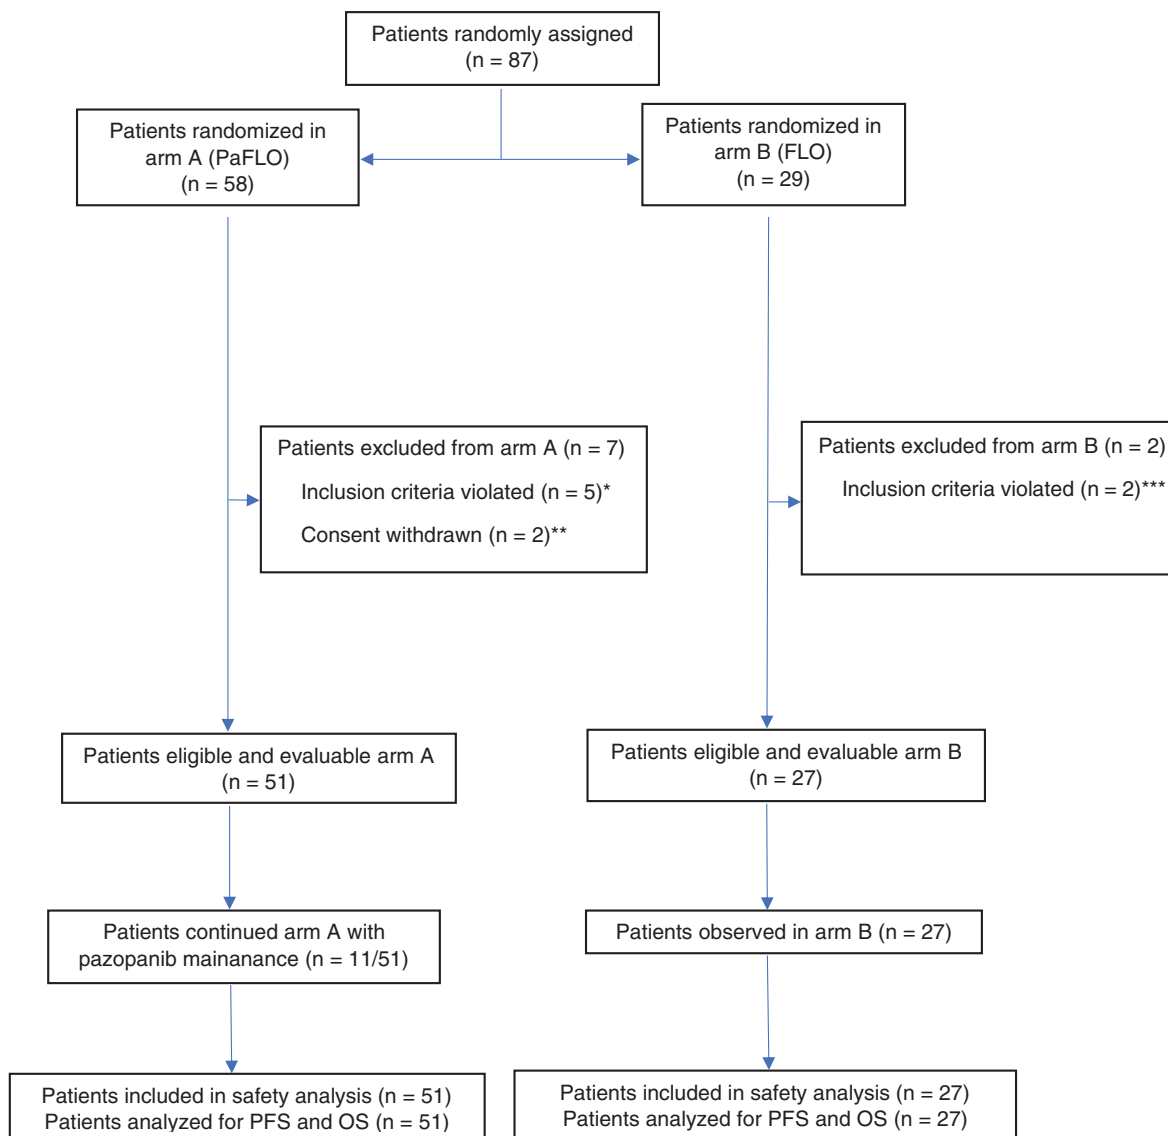 Patients randomly assigned
(n = 87)
Patients randomized in
arm A (PaFLO)
(n = 58)
Patients randomized in
arm B (FLO)
(n = 29)
Patients excluded from arm A (n = 7)
Inclusion criteria violated (n = 5)*
Consent withdrawn (n = 2)**
Patients excluded from arm B (n = 2)
Inclusion criteria violated (n = 2)***
Patients eligible and evaluable arm A
(n = 51)
Patients eligible and evaluable arm B
(n = 27)
Patients continued arm A with
pazopanib mainanance (n = 11/51)
Patients observed in arm B (n = 27)
Patients included in safety analysis (n = 51)
Patients analyzed for PFS and OS (n = 51)
Patients included in safety analysis (n = 27)
Patients analyzed for PFS and OS (n = 27)